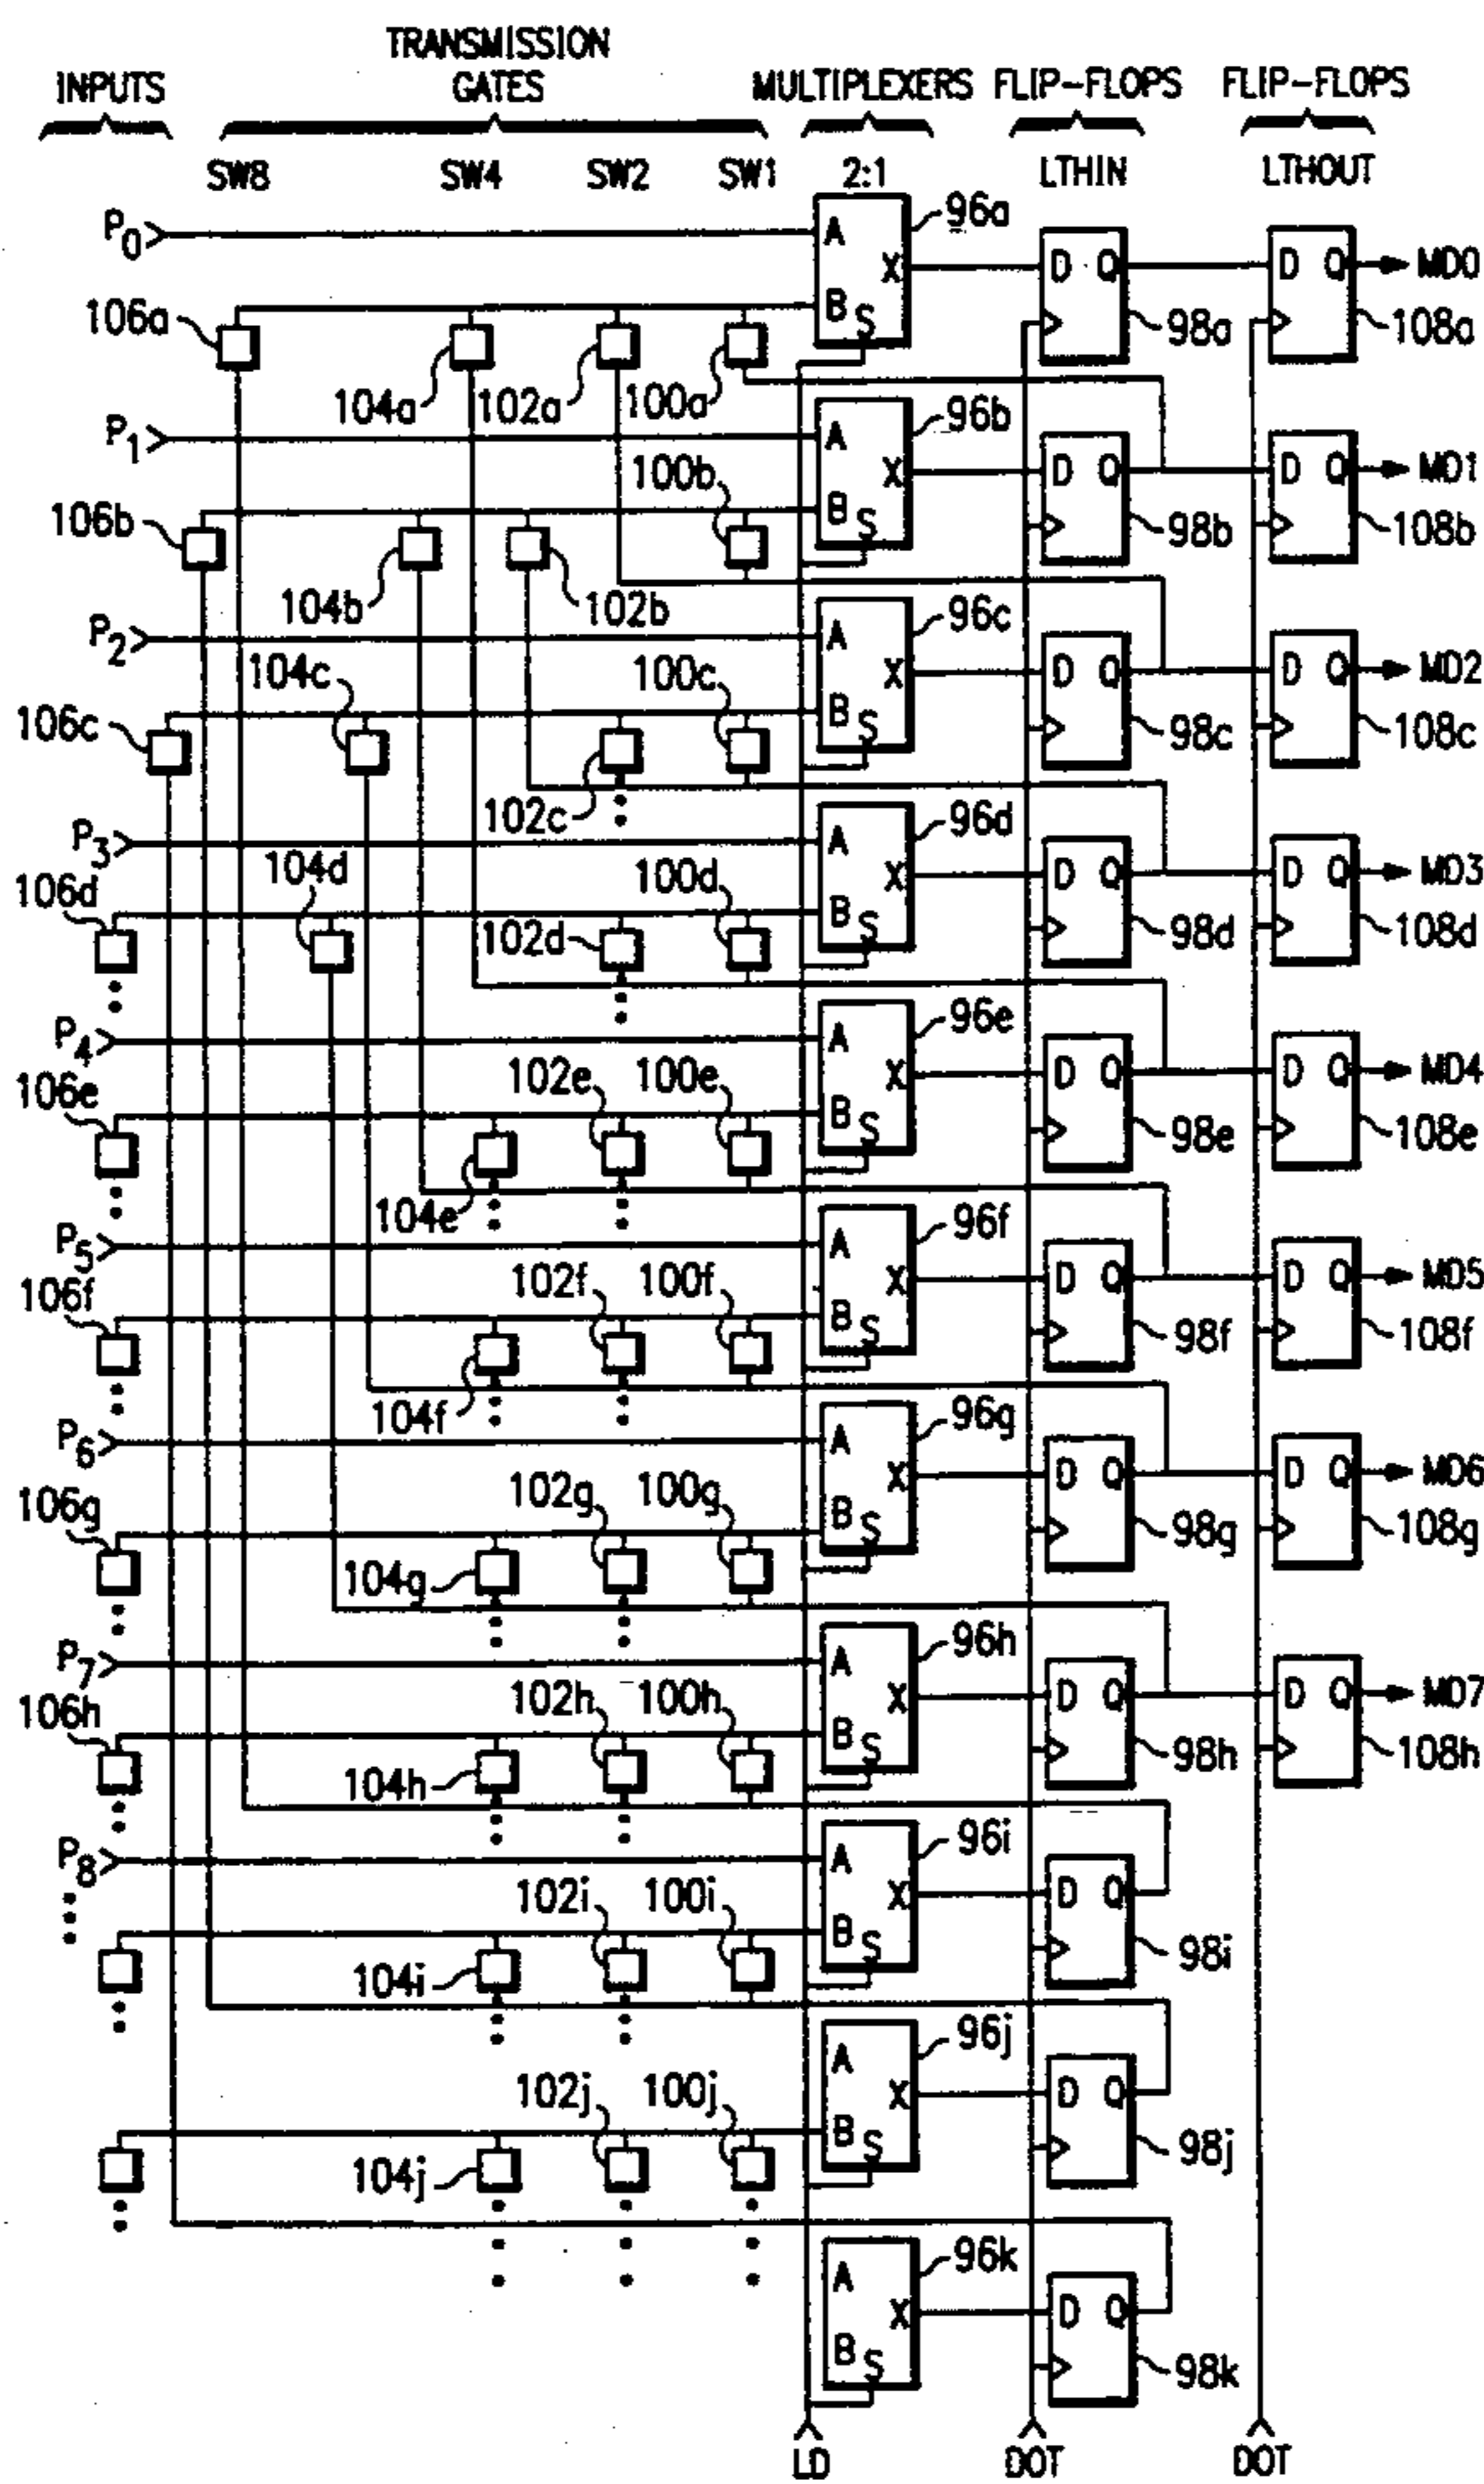 TRANSMISSION
INPUTS GATES MULTIPLEXERS FLIP-FLOPS FLIP-FLOPS
SW8 SW4 SW2 SW1 2:1 LTHIN LTHOUT
P0 A X B S 96a D Q 98a D Q MD0 108a
106a 104a 102a 100a
P1 A X B S 96b D Q 98b D Q MD1 108b
106b 104b 102b 100b
P2 A X B S 96c D Q 98c D Q MD2 108c
106c 104c 102c 100c
P3 A X B S 96d D Q 98d D Q MD3 108d
106d 104d 102d 100d
P4 A X B S 96e D Q 98e D Q MD4 108e
106e 104e 102e 100e
P5 A X B S 96f D Q 98f D Q MD5 108f
106f 104f 102f 100f
P6 A X B S 96g D Q 98g D Q MD6 108g
106g 104g 102g 100g
P7 A X B S 96h D Q 98h D Q MD7 108h
106h 104h 102h 100h
P8 A X B S 96i D Q 98i
104i 102i 100i
A X B S 96j D Q 98j
104j 102j 100j
A X B S 96k D Q 98k
LD DOT DOT